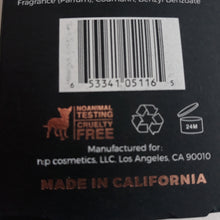 Fragrance (Parfum), Coumarin, Benzyl Benzoate
6 53341 05116 5
NO ANIMAL
TESTING
CRUELTY
FREE
24M
Manufactured for:
h:p cosmetics, LLC. Los Angeles, CA 90010
MADE IN CALIFORNIA